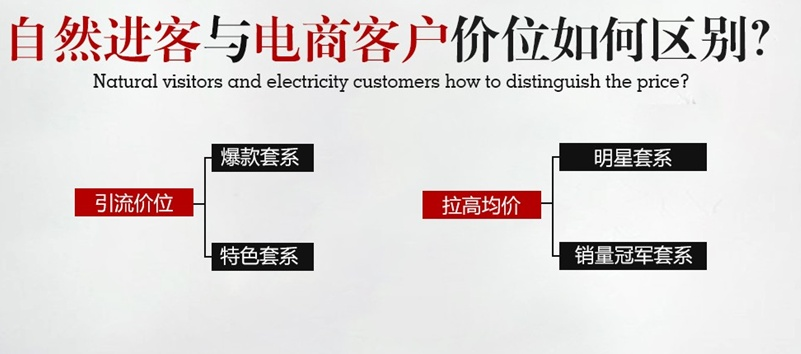 自然进客与电商客户价位如何区别?
Natural visitors and electricity customers how to distinguish the price?
引流价位
爆款套系
特色套系
拉高均价
明星套系
销量冠军套系